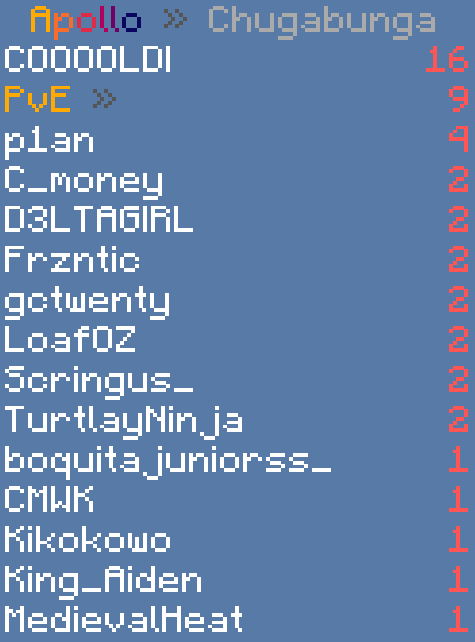 Apollo » Chugabunga
COOOOLDI 16
PvE » 9
p1an 4
C_money 2
D3LTAGIRL 2
Frzntic 2
gctwenty 2
LoafOZ 2
Scringus_ 2
TurtlayNinja 2
boquitajuniorss_ 1
CMWK 1
Kikokowo 1
King_Aiden 1
MedievalHeat 1